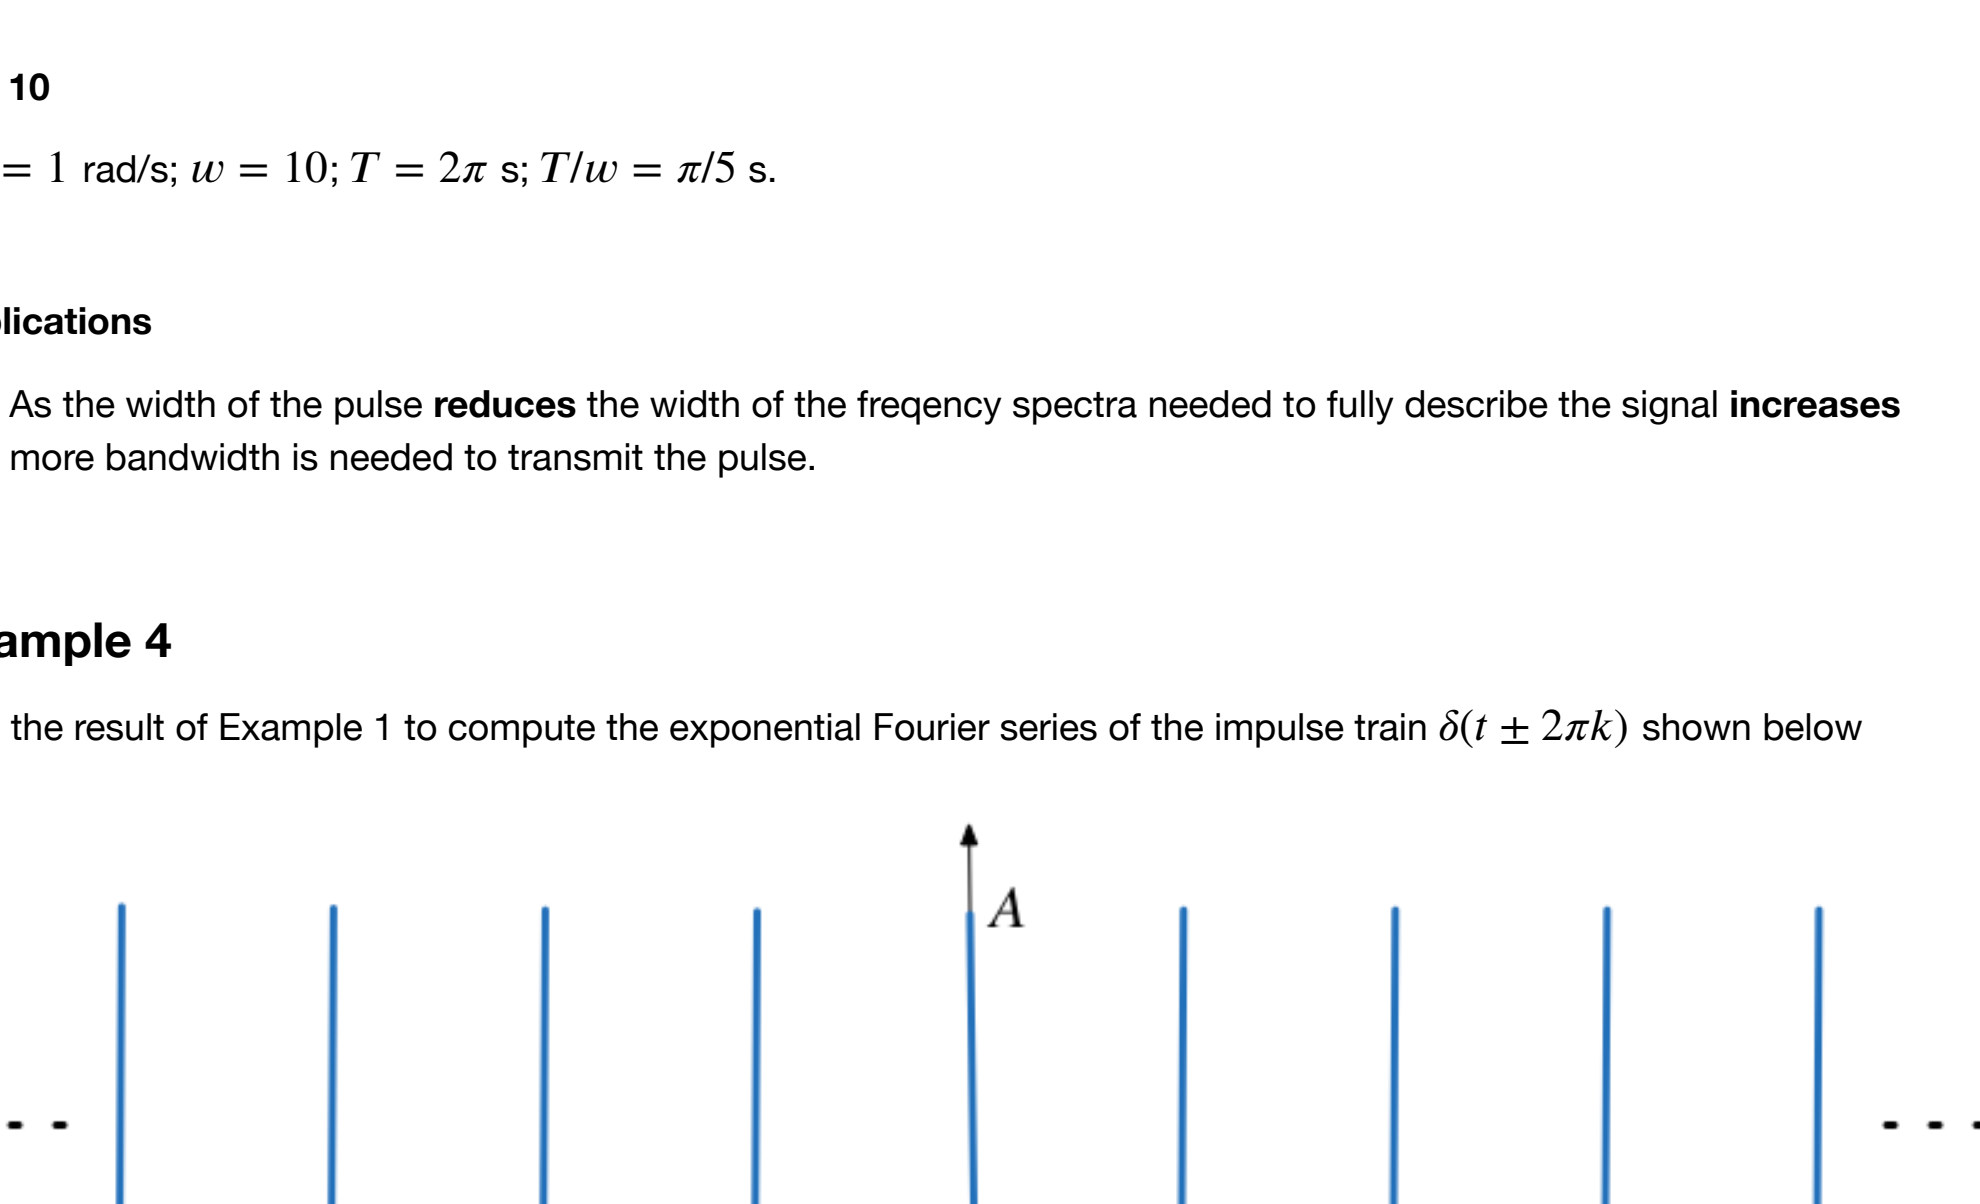 10
= 1 rad/s; w = 10; T = 2π s; T/w = π/5 s.
lications
As the width of the pulse reduces the width of the freqency spectra needed to fully describe the signal increases
more bandwidth is needed to transmit the pulse.
ample 4
the result of Example 1 to compute the exponential Fourier series of the impulse train δ(t ± 2πk) shown below
A